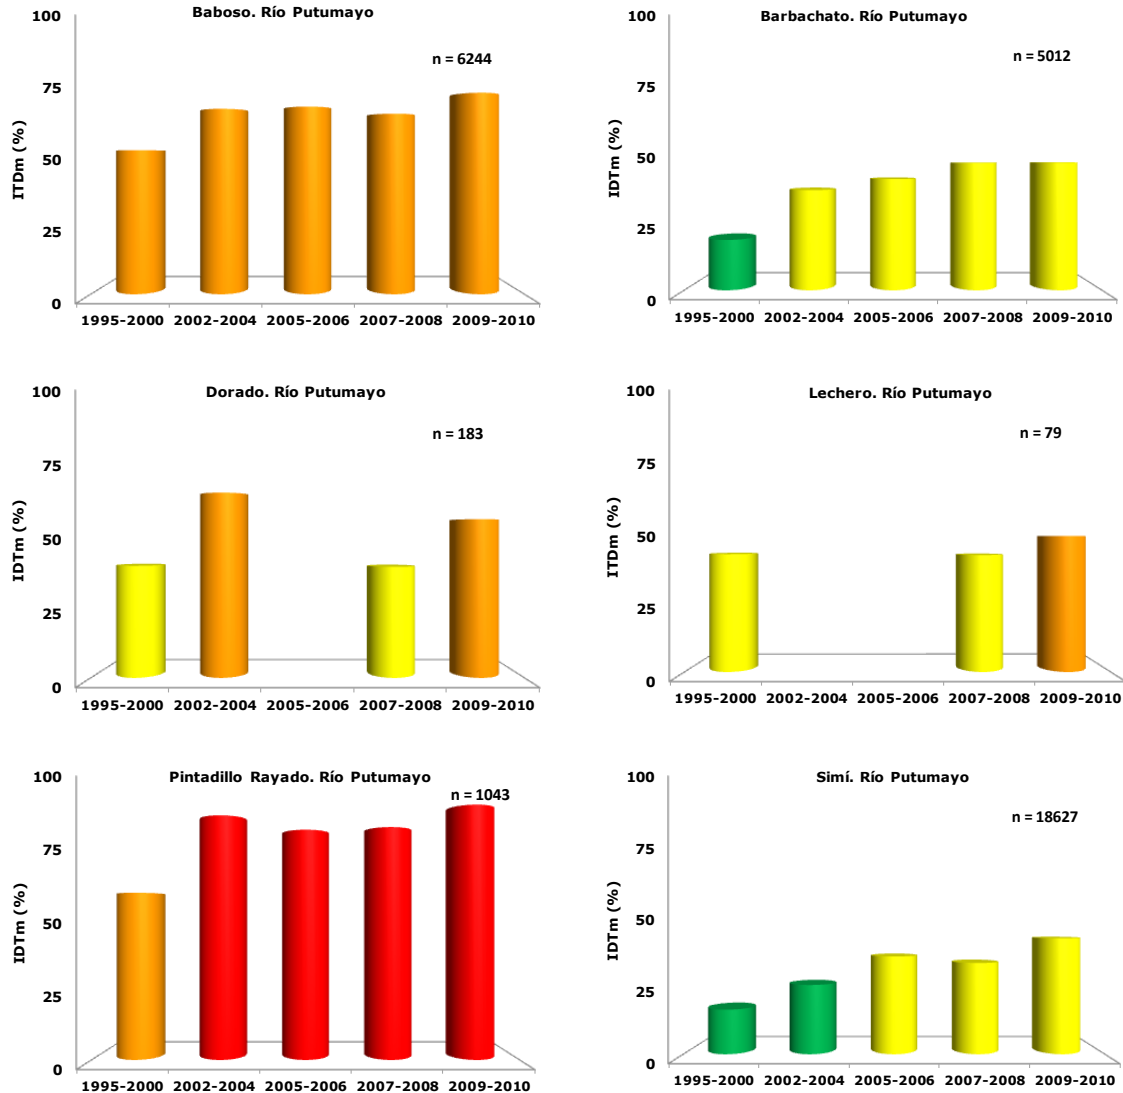 Baboso. Río Putumayo
n = 6244
ITDm (%)
100
75
50
25
0
1995-2000 2002-2004 2005-2006 2007-2008 2009-2010
Barbachato. Río Putumayo
n = 5012
IDTm (%)
100
75
50
25
0
1995-2000 2002-2004 2005-2006 2007-2008 2009-2010
Dorado. Río Putumayo
n = 183
IDTm (%)
100
75
50
25
0
1995-2000 2002-2004 2005-2006 2007-2008 2009-2010
Lechero. Río Putumayo
n = 79
ITDm (%)
100
75
50
25
0
1995-2000 2002-2004 2005-2006 2007-2008 2009-2010
Pintadillo Rayado. Río Putumayo
n = 1043
IDTm (%)
100
75
50
25
0
1995-2000 2002-2004 2005-2006 2007-2008 2009-2010
Simí. Río Putumayo
n = 18627
IDTm (%)
100
75
50
25
0
1995-2000 2002-2004 2005-2006 2007-2008 2009-2010